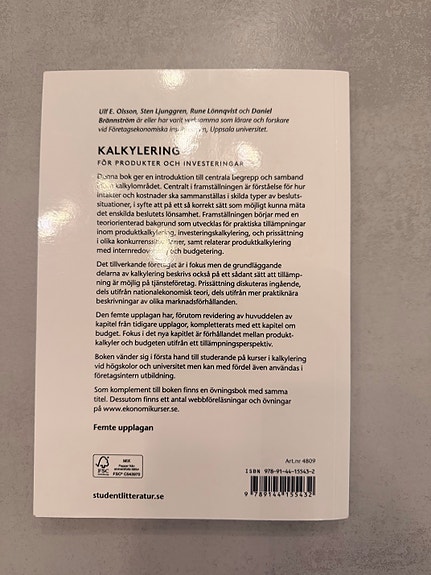 Ulf E. Olsson, Sten Ljunggren, Rune Lönnqvist och Daniel
Brännström är eller har varit verksamma som lärare och forskare
vid Företagsekonomiska institutionen, Uppsala universitet.
KALKYLERING
FÖR PRODUKTER OCH INVESTERINGAR
Denna bok ger en introduktion till centrala begrepp och samband
kalkylområdet. Centralt i framställningen är förståelse för hur
intäkter och kostnader ska sammanställas i skilda typer av besluts-
situationer, i syfte att på ett så korrekt sätt som möjligt kunna mäta
det enskilda beslutets lönsamhet. Framställningen börjar med en
teoriorienterad bakgrund som utvecklas för praktiska tillämpningar
inom produktkalkylering, investeringskalkylering, och prissättning
i olika konkurrenssituationer, samt relaterar produktkalkylering
med internredovisning och budgetering.
Det tillverkande företaget är i fokus men de grundläggande
delarna av kalkylering beskrivs också på ett sådant sätt att tillämp-
ning är möjlig på tjänsteföretag. Prissättning diskuteras ingående,
dels utifrån nationalekonomisk teori, dels utifrån mer praktiknära
beskrivningar av olika marknadsförhållanden.
Den femte upplagan har, förutom revidering av huvuddelen av
kapitel från tidigare upplagor, kompletterats med ett kapitel om
budget. Fokus i det nya kapitlet är förhållandet mellan produkt-
kalkyler och budgeten utifrån ett tillämpningsperspektiv.
Boken vänder sig i första hand till studerande på kurser i kalkylering
vid högskolor och universitet men kan med fördel även användas i
företagsintern utbildning.
Som komplement till boken finns en övningsbok med samma
titel. Dessutom finns ett antal webbföreläsningar och övningar
på www.ekonomikurser.se.
Femte upplagan
Art.nr 4809
FSC
MIX
FSC® C043970
ISBN 978-91-44-15543-2
9 789144 155432
studentlitteratur.se